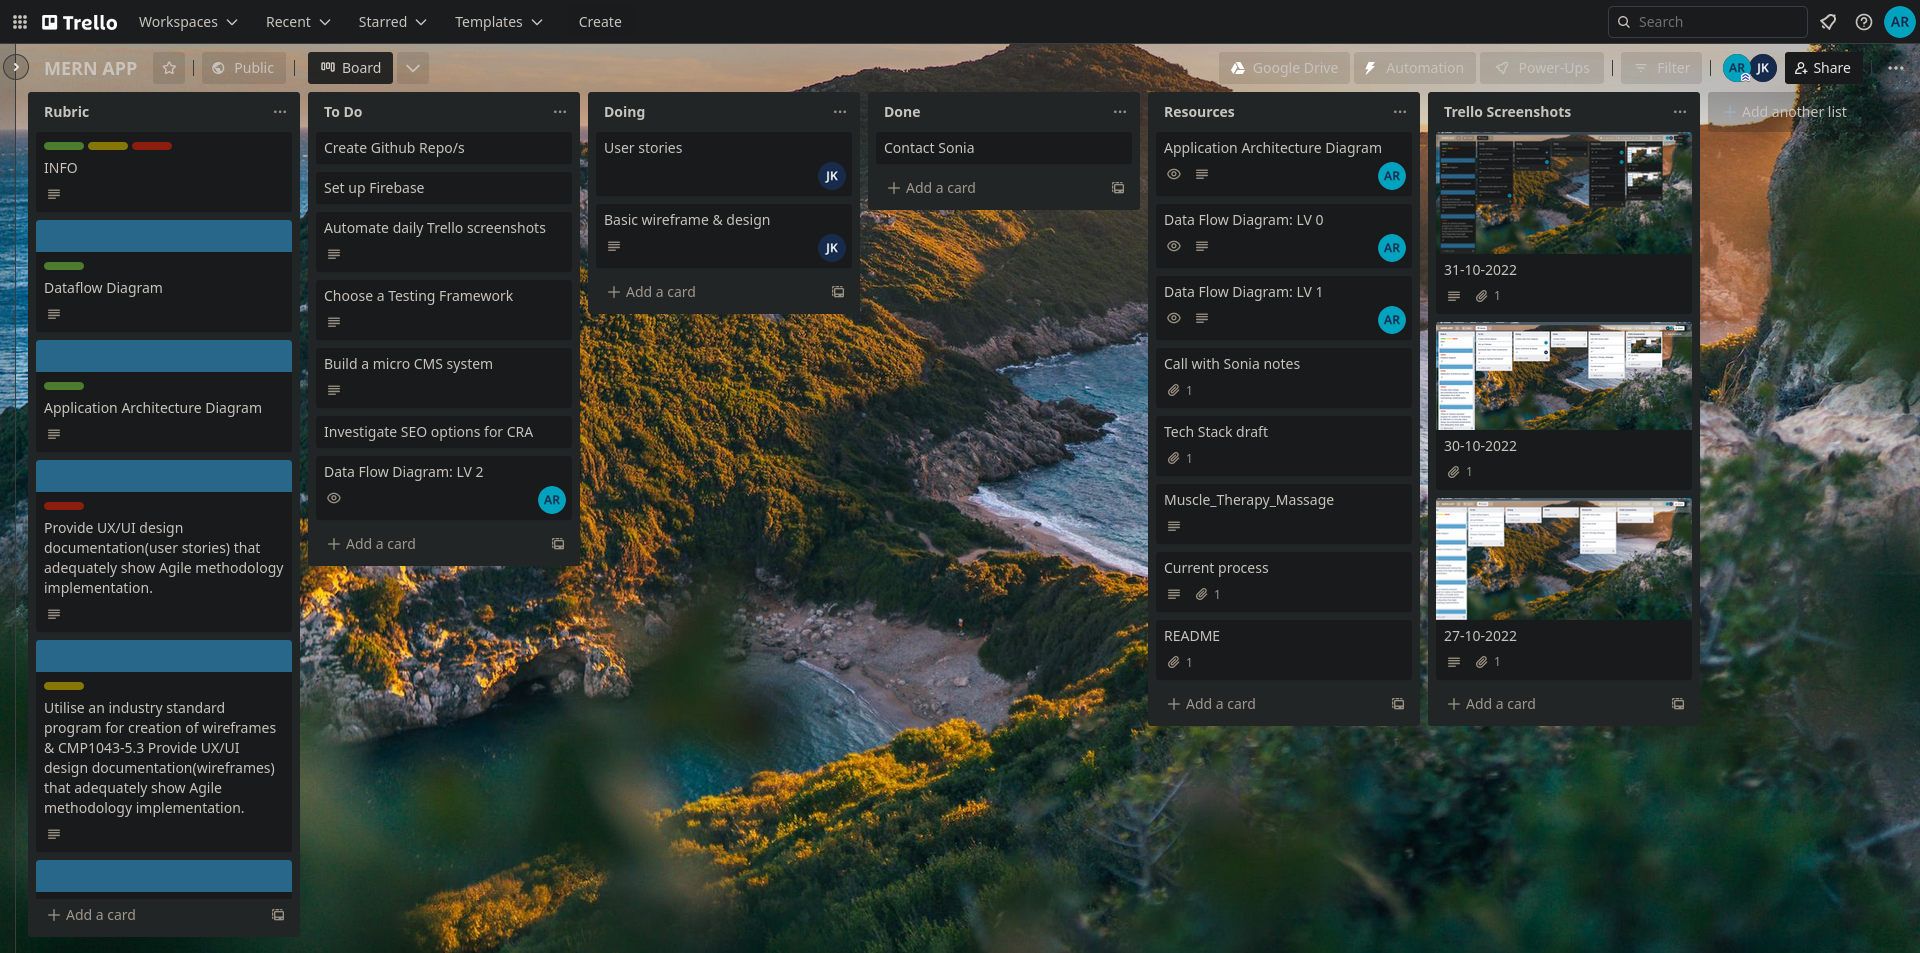 Trello
Workspaces
Recent
Starred
Templates
Create
Search
AR
MERN APP
Public
Board
Google Drive
Automation
Power-Ups
Filter
AR
JK
Share
Rubric
INFO
Dataflow Diagram
Application Architecture Diagram
Provide UX/UI design
documentation(user stories) that
adequately show Agile methodology
implementation.
Utilise an industry standard
program for creation of wireframes
& CMP1043-5.3 Provide UX/UI
design documentation(wireframes)
that adequately show Agile
methodology implementation.
+ Add a card
To Do
Create Github Repo/s
Set up Firebase
Automate daily Trello screenshots
Choose a Testing Framework
Build a micro CMS system
Investigate SEO options for CRA
Data Flow Diagram: LV 2
AR
+ Add a card
Doing
User stories
JK
Basic wireframe & design
JK
+ Add a card
Done
Contact Sonia
+ Add a card
Resources
Application Architecture Diagram
AR
Data Flow Diagram: LV 0
AR
Data Flow Diagram: LV 1
AR
Call with Sonia notes
1
Tech Stack draft
1
Muscle_Therapy_Massage
Current process
1
README
1
+ Add a card
Trello Screenshots
31-10-2022
1
30-10-2022
1
27-10-2022
1
+ Add a card
+ Add another list